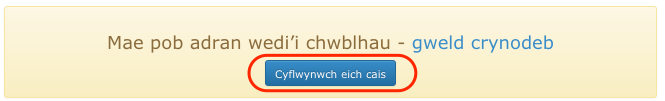 Mae pob adran wedi’i chwblhau - gweld crynodeb
Cyflwynwch eich cais